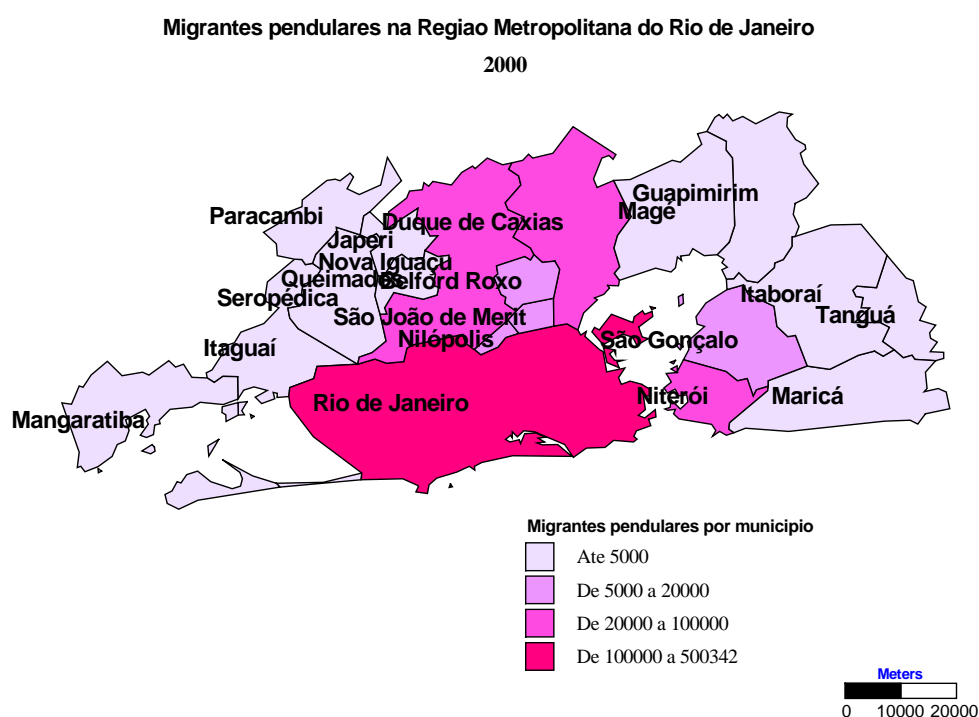 Migrantes pendulares na Regiao Metropolitana do Rio de Janeiro
2000
Guapimirim
Magé
Paracambi
Duque de Caxias
Japeri
Nova Iguaçu
Queimados
Belford Roxo
Seropédica
Itaboraí
Tanguá
São João de Merit
Nilópolis
São Gonçalo
Itaguaí
Niterói
Maricá
Rio de Janeiro
Mangaratiba
Migrantes pendulares por municipio
Ate 5000
De 5000 a 20000
De 20000 a 100000
De 100000 a 500342
Meters
0 10000 20000